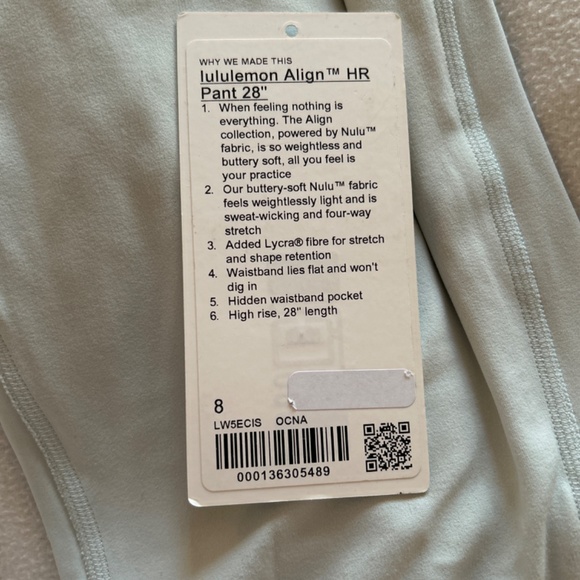 WHY WE MADE THIS
lululemon Align™ HR
Pant 28"
1. When feeling nothing is
everything. The Align
collection, powered by Nulu™
fabric, is so weightless and
buttery soft, all you feel is
your practice
2. Our buttery-soft Nulu™ fabric
feels weightlessly light and is
sweat-wicking and four-way
stretch
3. Added Lycra® fibre for stretch
and shape retention
4. Waistband lies flat and won't
dig in
5. Hidden waistband pocket
6. High rise, 28" length
8
LW5ECIS OCNA
000136305489